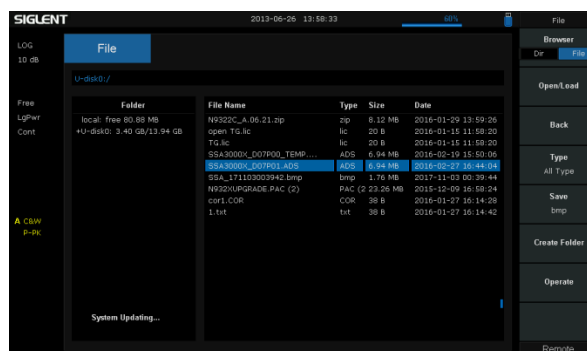 SIGLENT 2013-06-26 13:58:33 60% File
LOG
10 dB
File
Browser
Dir File
U-disk0:/
Open/Load
Free
LgPwr
Cont
Folder
local: free 80.88 MB
+U-disk0: 3.40 GB/13.94 GB
File Name Type Size Date
N9322C_A.06.21.zip zip 8.12 MB 2016-01-29 13:59:26
open TG.lic lic 20 B 2016-01-15 11:58:20
TG.lic lic 20 B 2016-01-15 11:58:20
SSA3000X_D07P00_TEMP.... ADS 6.94 MB 2016-02-19 15:50:06
SSA3000X_D07P01.ADS ADS 6.94 MB 2016-02-27 16:44:04
SSA_171103003942.bmp bmp 1.76 MB 2017-11-03 00:39:44
N932XUPGRADE.PAC (2) PAC (2 23.26 MB 2015-12-09 16:58:24
cor1.COR COR 38 B 2016-01-27 16:14:28
1.txt txt 38 B 2016-01-27 16:14:42
Back
Type
All Type
Save
bmp
A C&W
P-PK
Create Folder
Operate
System Updating...
Remote